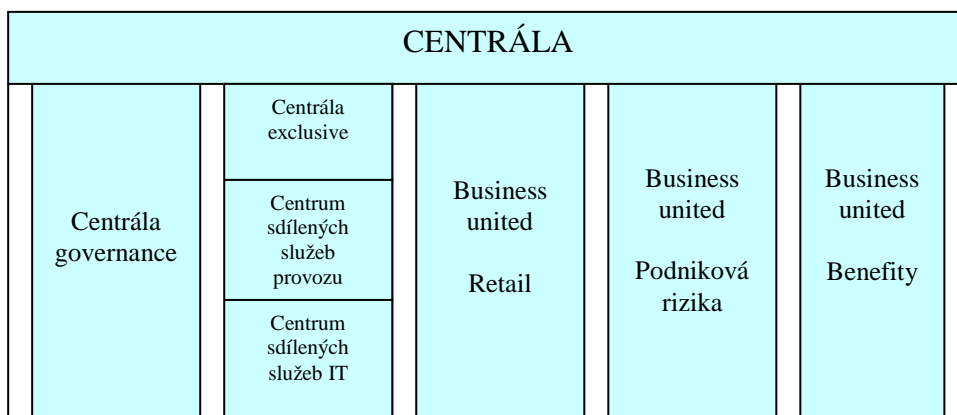 CENTRÁLA
Centrála
governance
Centrála
exclusive
Centrum
sdílených
služeb
provozu
Centrum
sdílených
služeb IT
Business
united
Retail
Business
united
Podniková
rizika
Business
united
Benefity